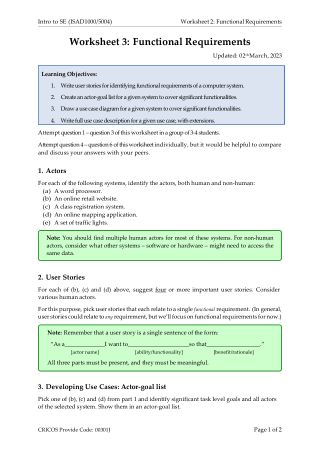 Intro to SE (ISAD1000/5004) Worksheet 2: Functional Requirements
Worksheet 3: Functional Requirements
Updated: 02ⁿᵈ March, 2023
Learning Objectives:
1. Write user stories for identifying functional requirements of a computer system.
2. Create an actor-goal list for a given system to cover significant functionalities.
3. Draw a use case diagram for a given system to cover significant functionalities.
4. Write full use case description for a given use case, with extensions.
Attempt question 1 – question 3 of this worksheet in a group of 3-4 students.
Attempt question 4 – question 6 of this worksheet individually, but it would be helpful to compare
and discuss your answers with your peers.
1. Actors
For each of the following systems, identify the actors, both human and non-human:
(a) A word processor.
(b) An online retail website.
(c) A class registration system.
(d) An online mapping application.
(e) A set of traffic lights.
Note: You should find multiple human actors for most of these systems. For non-human
actors, consider what other systems – software or hardware – might need to access the
same data.
2. User Stories
For each of (b), (c) and (d) above, suggest four or more important user stories. Consider
various human actors.
For this purpose, pick user stories that each relate to a single functional requirement. (In general,
user stories could relate to any requirement, but we'll focus on functional requirements for now.)
Note: Remember that a user story is a single sentence of the form:
"As a____________I want to____________________so that___________________."
[actor name] [ability/functionality] [benefit/rationale]
All three parts must be present, and they must be meaningful.
3. Developing Use Cases: Actor-goal list
Pick one of (b), (c) and (d) from part 1 and identify significant task level goals and all actors
of the selected system. Show them in an actor-goal list.
CRICOS Provide Code: 00301J Page 1 of 2